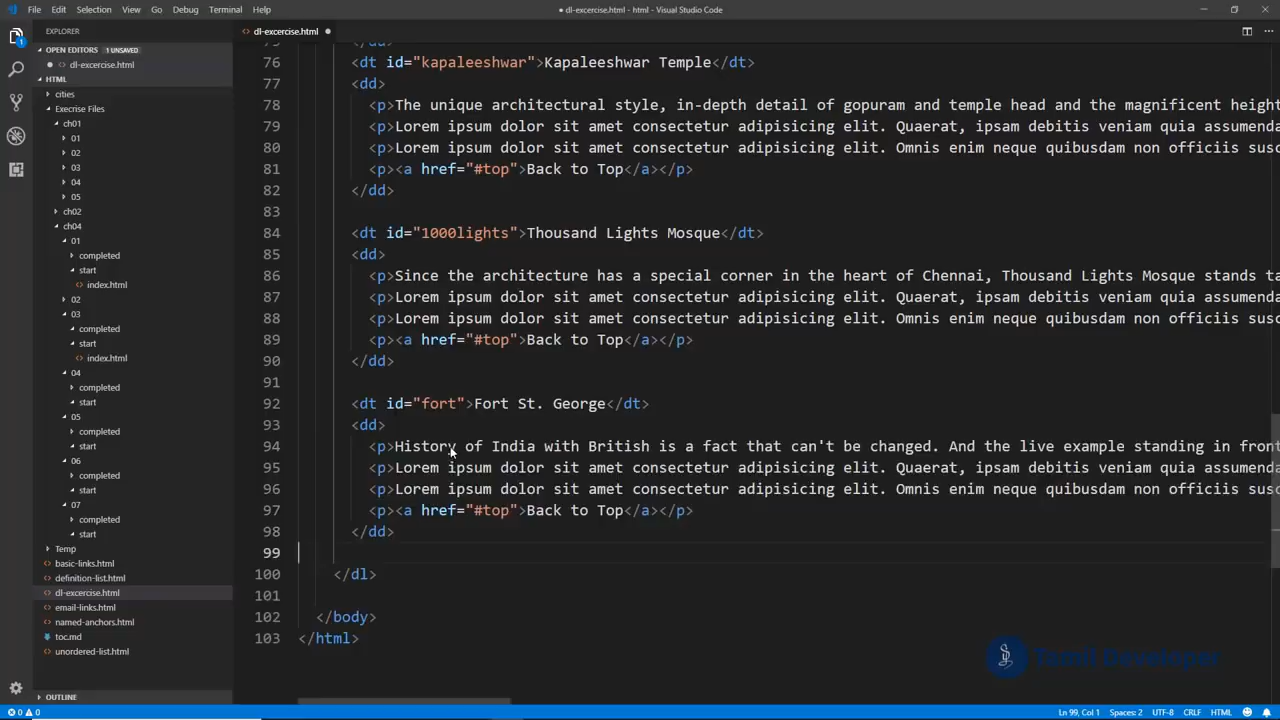 File Edit Selection View Go Debug Terminal Help
● dl-excercise.html - html - Visual Studio Code
EXPLORER
OPEN EDITORS 1 UNSAVED
dl-excercise.html
HTML
cities
Execrise Files
ch01
01
02
03
04
05
ch02
ch04
01
completed
start
index.html
02
03
completed
start
index.html
04
completed
start
05
completed
start
06
completed
start
07
completed
start
Temp
basic-links.html
definition-list.html
dl-excercise.html
email-links.html
named-anchors.html
toc.md
unordered-list.html
OUTLINE
dl-excercise.html
75 </dd>
76 <dt id="kapaleeshwar">Kapaleeshwar Temple</dt>
77 <dd>
78 <p>The unique architectural style, in-depth detail of gopuram and temple head and the magnificent height
79 <p>Lorem ipsum dolor sit amet consectetur adipisicing elit. Quaerat, ipsam debitis veniam quia assumenda
80 <p>Lorem ipsum dolor sit amet consectetur adipisicing elit. Omnis enim neque quibusdam non officiis susc
81 <p><a href="#top">Back to Top</a></p>
82 </dd>
83
84 <dt id="1000lights">Thousand Lights Mosque</dt>
85 <dd>
86 <p>Since the architecture has a special corner in the heart of Chennai, Thousand Lights Mosque stands ta
87 <p>Lorem ipsum dolor sit amet consectetur adipisicing elit. Quaerat, ipsam debitis veniam quia assumenda
88 <p>Lorem ipsum dolor sit amet consectetur adipisicing elit. Omnis enim neque quibusdam non officiis susc
89 <p><a href="#top">Back to Top</a></p>
90 </dd>
91
92 <dt id="fort">Fort St. George</dt>
93 <dd>
94 <p>History of India with British is a fact that can't be changed. And the live example standing in front
95 <p>Lorem ipsum dolor sit amet consectetur adipisicing elit. Quaerat, ipsam debitis veniam quia assumenda
96 <p>Lorem ipsum dolor sit amet consectetur adipisicing elit. Omnis enim neque quibusdam non officiis susc
97 <p><a href="#top">Back to Top</a></p>
98 </dd>
99
100 </dl>
101
102 </body>
103 </html>
Tamil Developer
0 0
Ln 99, Col 1 Spaces: 2 UTF-8 CRLF HTML